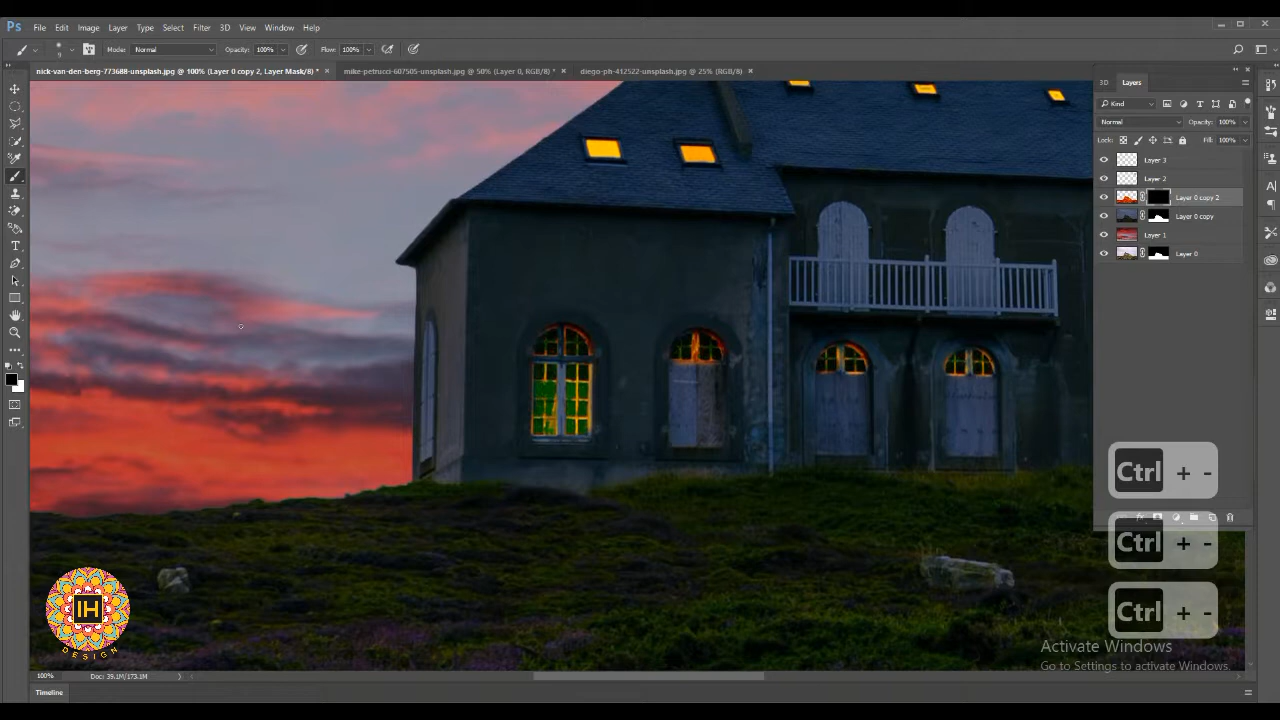 Ps File Edit Image Layer Type Select Filter 3D View Window Help
Mode: Normal Opacity: 100% Flow: 100%
nick-van-den-berg-773688-unsplash.jpg @ 100% (Layer 0 copy 2, Layer Mask/8) * × mike-petrucci-607505-unsplash.jpg @ 50% (Layer 0, RGB/8) * × diego-ph-412522-unsplash.jpg @ 25% (RGB/8) ×
3D Layers
Kind
Normal Opacity: 100%
Lock: Fill: 100%
Layer 3
Layer 2
Layer 0 copy 2
Layer 0 copy
Layer 1
Layer 0
Ctrl + -
Ctrl + -
Ctrl + -
IH
DESIGN
Activate Windows
Go to Settings to activate Windows.
100% Doc: 39.1M/173.1M
Timeline